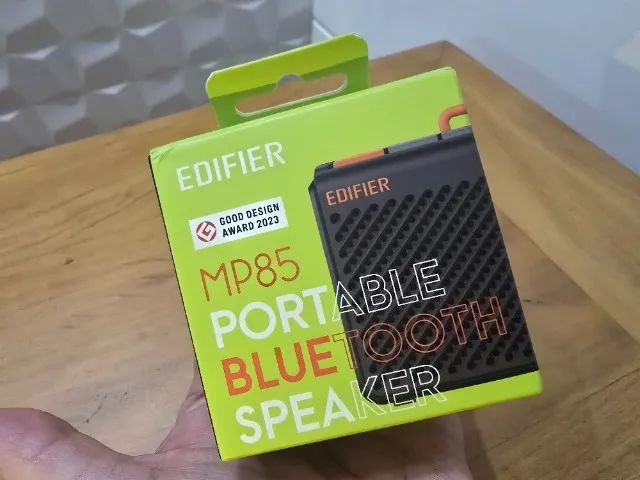 EDIFIER
GOOD DESIGN
AWARD 2023
EDIFIER
MP85
PORTABLE
BLUETOOTH
SPEAKER